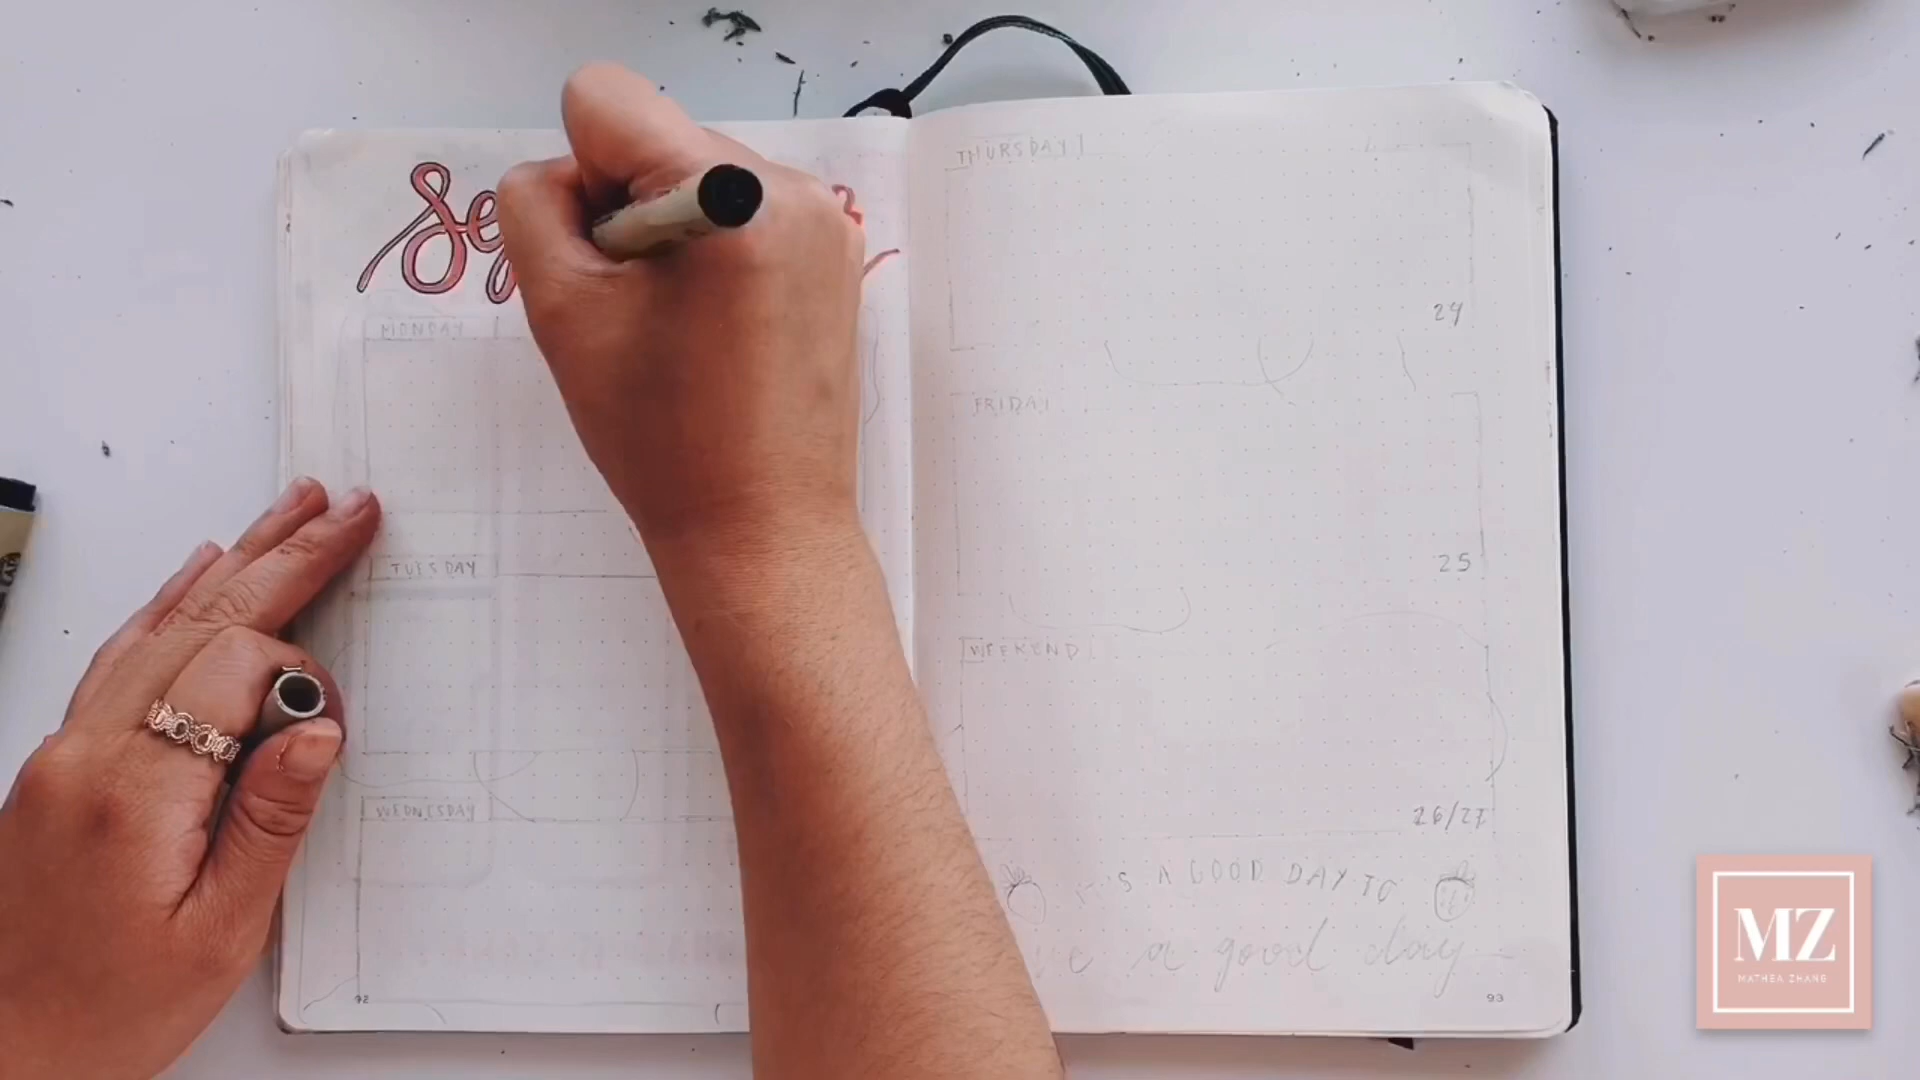 Se
MONDAY
TUESDAY
WEDNESDAY
92
THURSDAY
24
FRIDAY
25
WEEKEND
26/27
S A GOOD DAY TO
a good day
93
MZ
MATHEA ZHANG